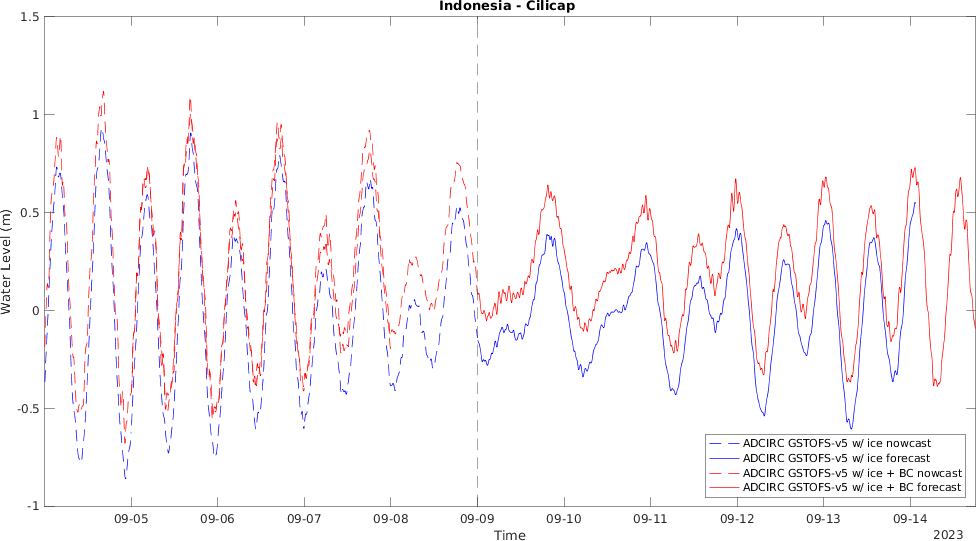 Indonesia - Cilicap
1.5
1
0.5
0
-0.5
-1
Water Level (m)
09-05 09-06 09-07 09-08 09-09 09-10 09-11 09-12 09-13 09-14
Time
2023
ADCIRC GSTOFS-v5 w/ ice nowcast
ADCIRC GSTOFS-v5 w/ ice forecast
ADCIRC GSTOFS-v5 w/ ice + BC nowcast
ADCIRC GSTOFS-v5 w/ ice + BC forecast